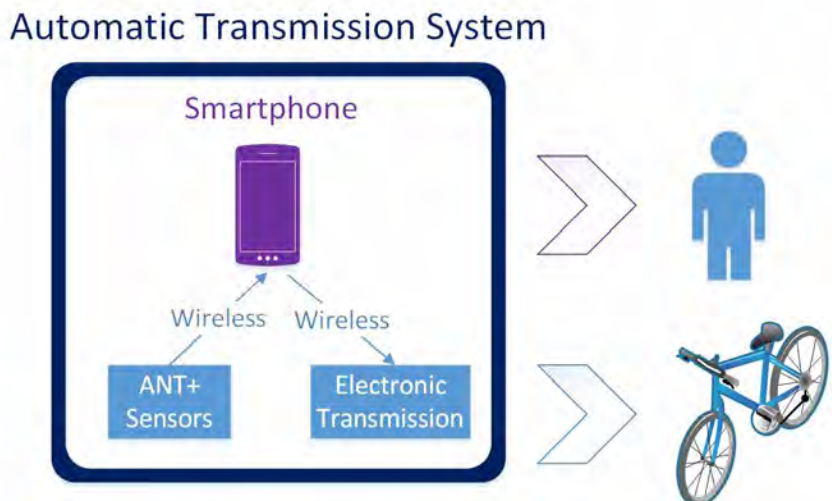 Automatic Transmission System
Smartphone
Wireless
Wireless
ANT+
Sensors
Electronic
Transmission